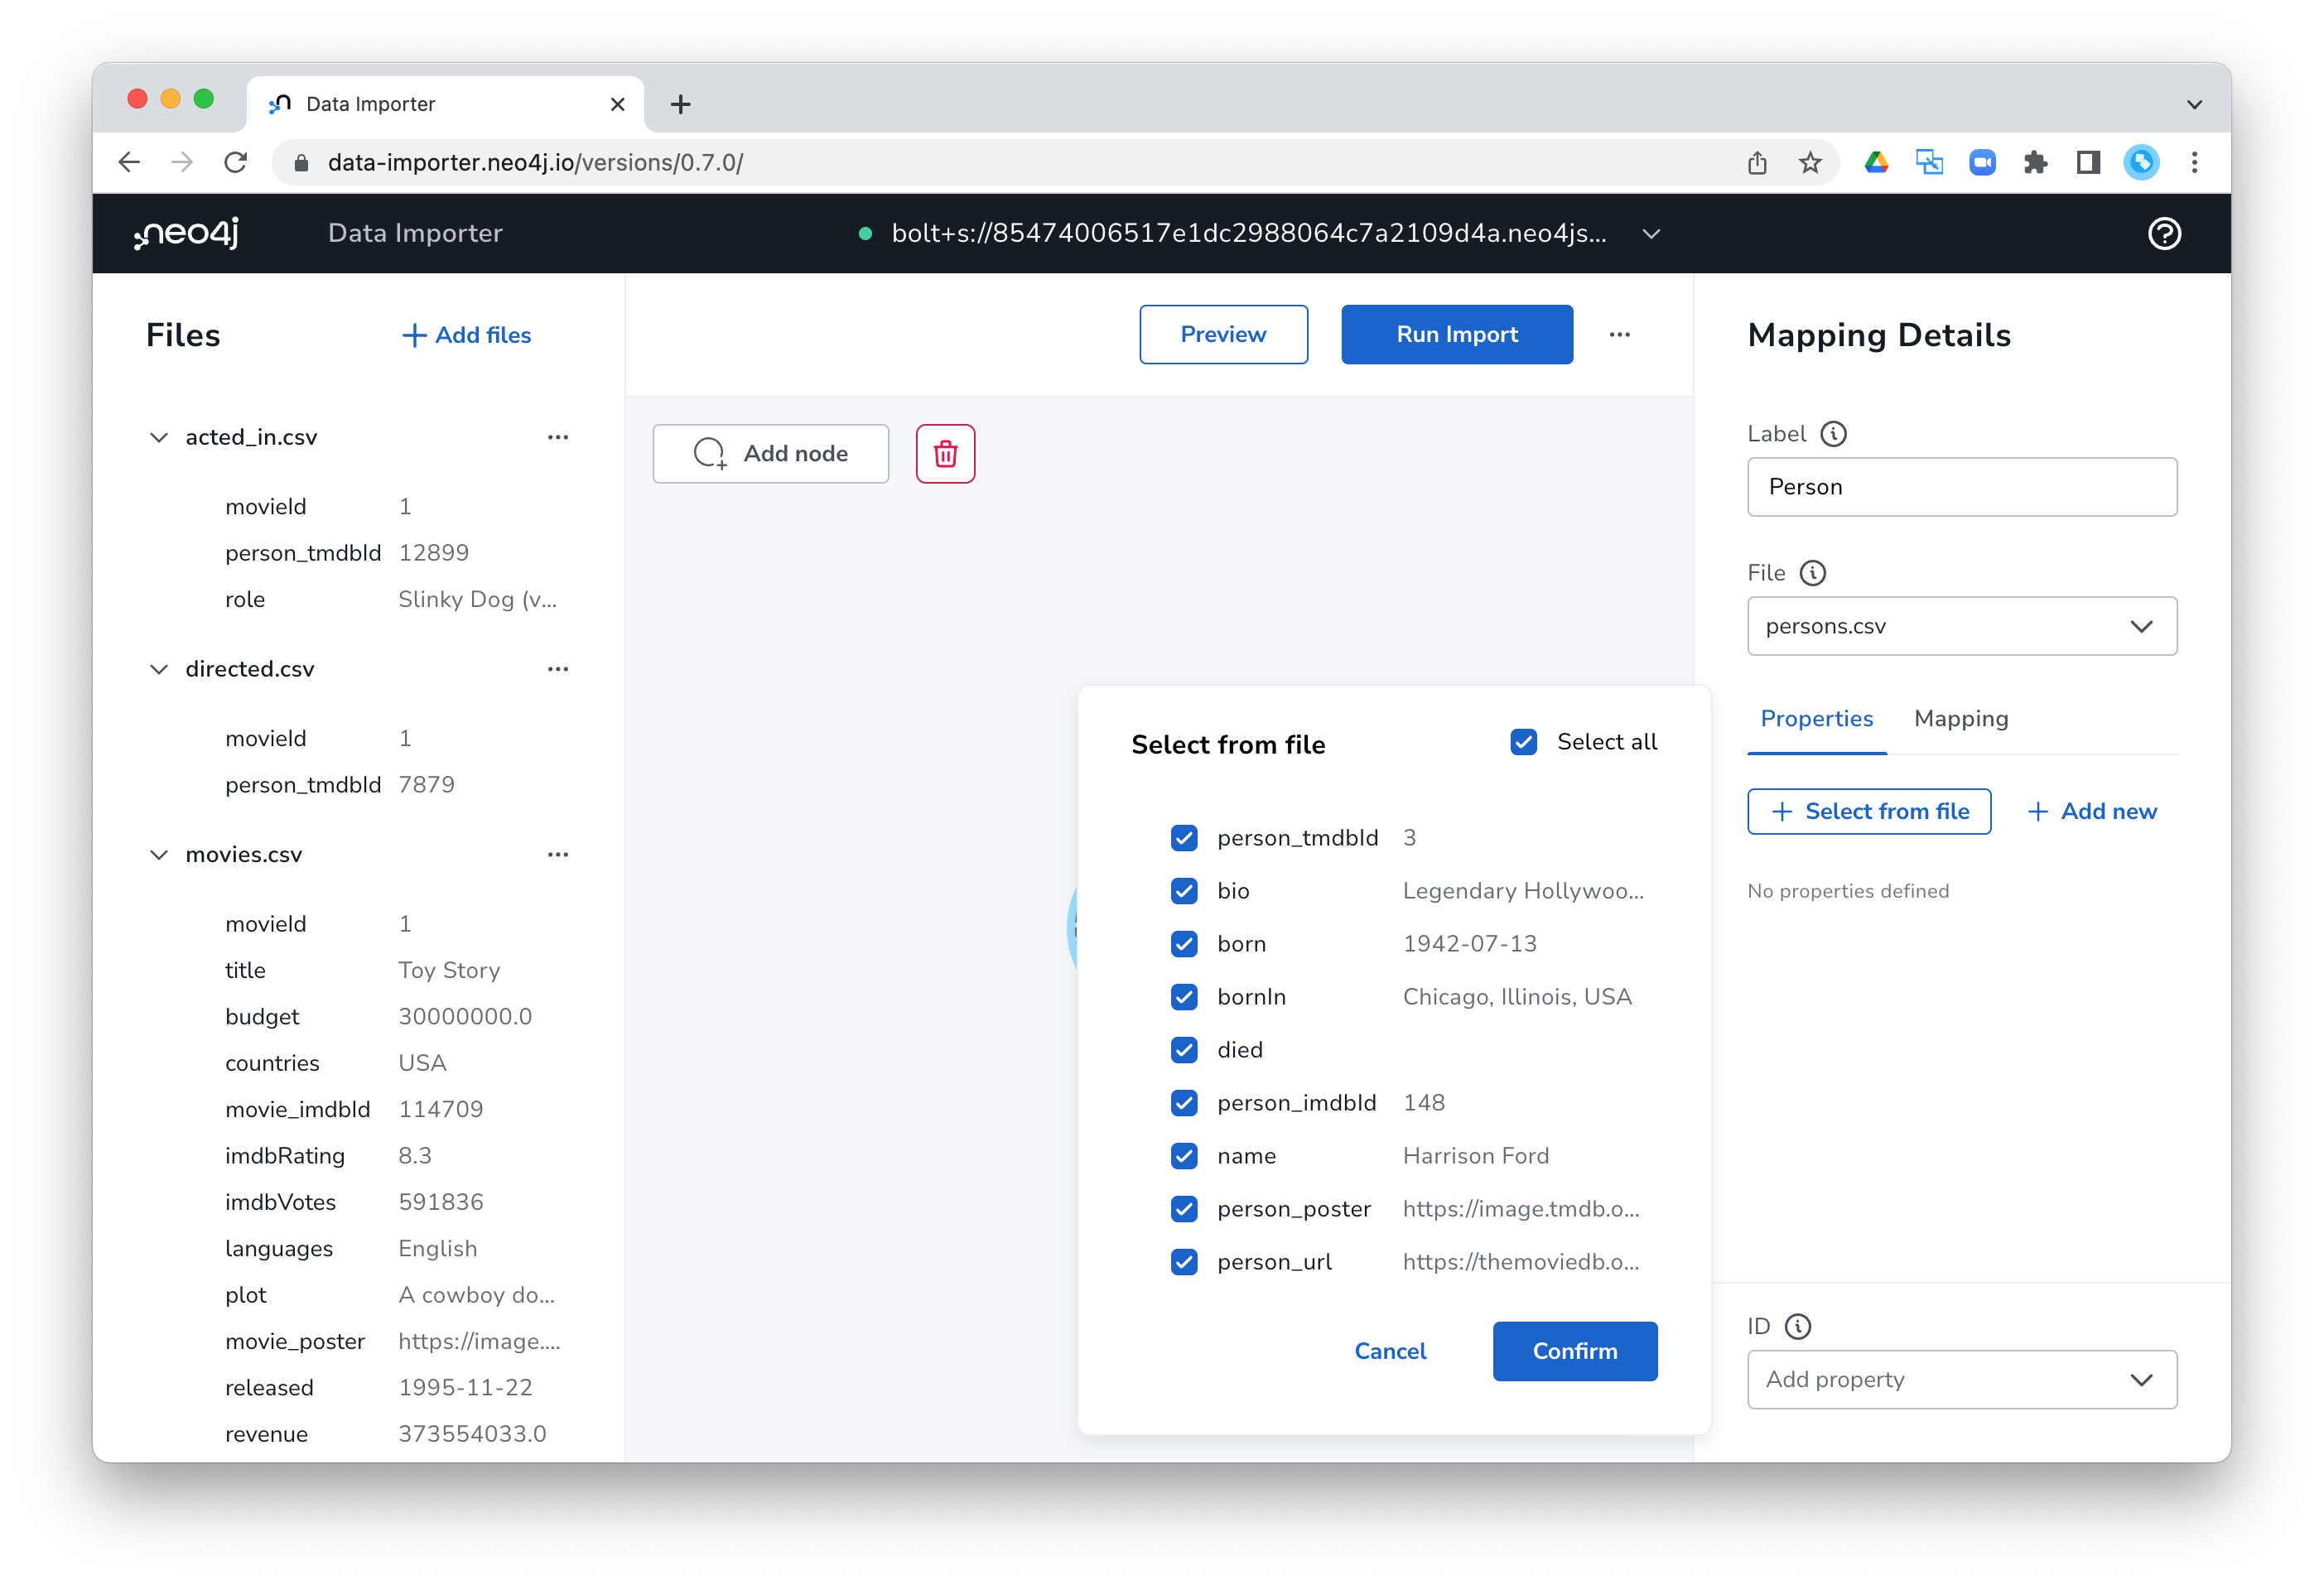 Data Importer
data-importer.neo4j.io/versions/0.7.0/
neo4j
Data Importer
bolt+s://85474006517e1dc2988064c7a2109d4a.neo4js...
Files
Add files
acted_in.csv
movieId 1
person_tmdbId 12899
role Slinky Dog (v...
directed.csv
movieId 1
person_tmdbId 7879
movies.csv
movieId 1
title Toy Story
budget 30000000.0
countries USA
movie_imdbId 114709
imdbRating 8.3
imdbVotes 591836
languages English
plot A cowboy do...
movie_poster https://image....
released 1995-11-22
revenue 373554033.0
Preview
Run Import
Add node
Select from file
Select all
person_tmdbId 3
bio Legendary Hollywoo...
born 1942-07-13
bornIn Chicago, Illinois, USA
died
person_imdbId 148
name Harrison Ford
person_poster https://image.tmdb.o...
person_url https://themoviedb.o...
Cancel
Confirm
Mapping Details
Label
Person
File
persons.csv
Properties Mapping
Select from file
Add new
No properties defined
ID
Add property